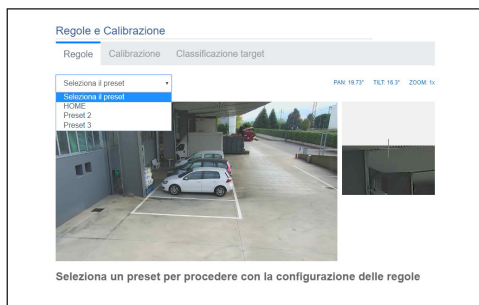 Regole e Calibrazione
Regole Calibrazione Classificazione target
Seleziona il preset PAN: 19.73° TILT: 16.3° ZOOM: 1x
Seleziona il preset
HOME
Preset 2
Preset 3
Seleziona un preset per procedere con la configurazione delle regole